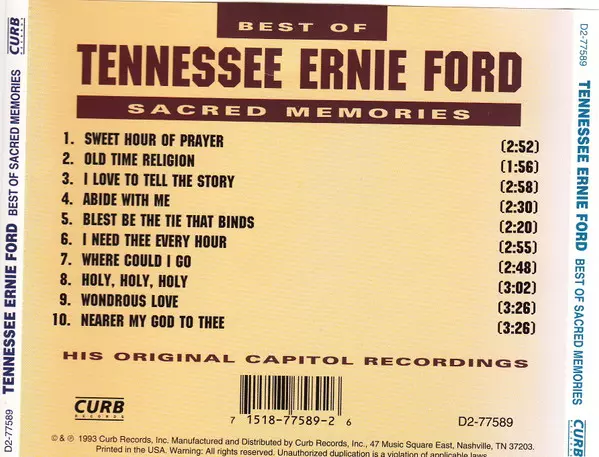 BEST OF
TENNESSEE ERNIE FORD
SACRED MEMORIES
1. SWEET HOUR OF PRAYER (2:52)
2. OLD TIME RELIGION (1:56)
3. I LOVE TO TELL THE STORY (2:58)
4. ABIDE WITH ME (2:30)
5. BLEST BE THE TIE THAT BINDS (2:20)
6. I NEED THEE EVERY HOUR (2:55)
7. WHERE COULD I GO (2:48)
8. HOLY, HOLY, HOLY (3:02)
9. WONDROUS LOVE (3:26)
10. NEARER MY GOD TO THEE (3:26)
HIS ORIGINAL CAPITOL RECORDINGS
CURB
RECORDS
7 1518-77589-2 6
D2-77589
© & ℗ 1993 Curb Records, Inc. Manufactured and Distributed by Curb Records, Inc., 47 Music Square East, Nashville, TN 37203.
Printed in the USA. Warning: All rights reserved. Unauthorized duplication is a violation of applicable laws.
D2-77589 TENNESSEE ERNIE FORD BEST OF SACRED MEMORIES CURB RECORDS
D2-77589 TENNESSEE ERNIE FORD BEST OF SACRED MEMORIES CURB RECORDS